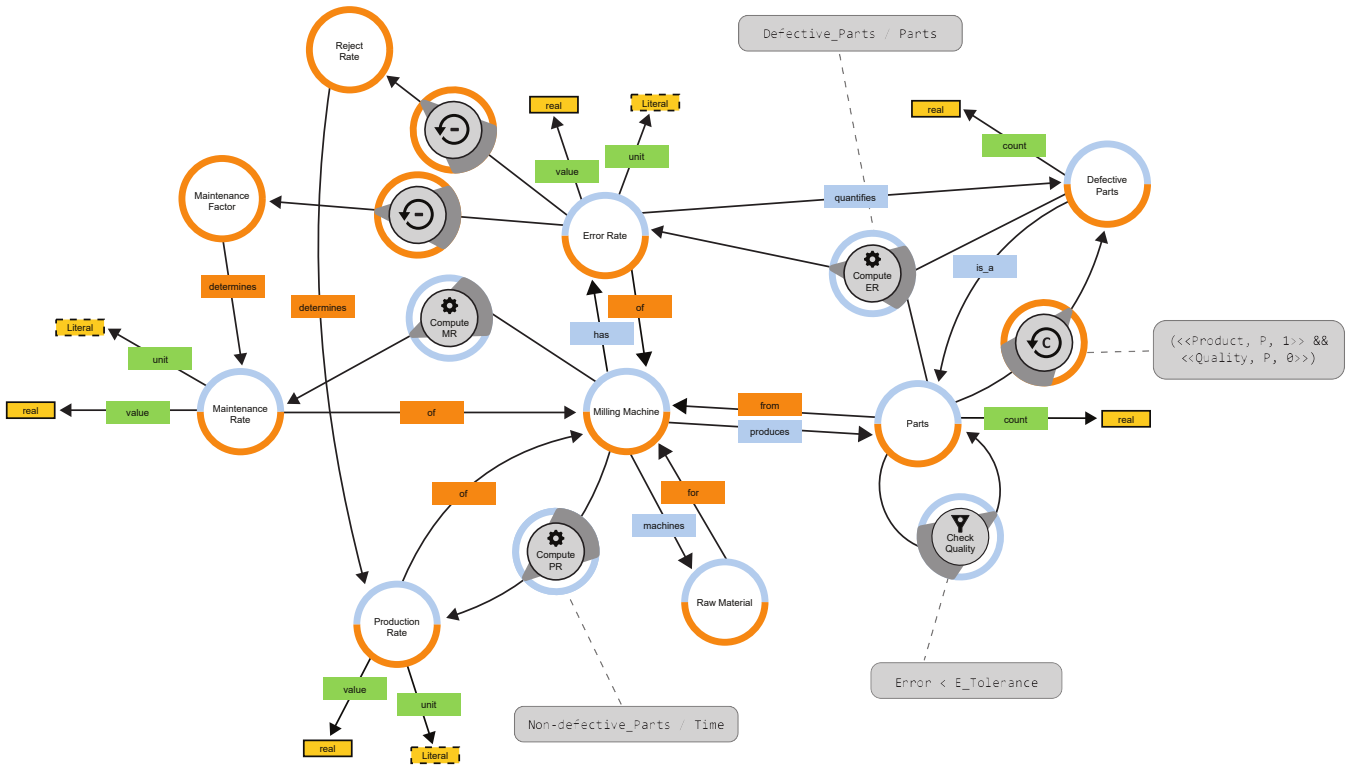 Defective_Parts / Parts
Reject
Rate
real
Literal
real
count
value
unit
Defective
Parts
Maintenance
Factor
quantifies
-
-
Error Rate
is_a
Compute
ER
determines
determines
of
Compute
MR
has
C
(<<Product, P, 1>> &&
<<Quality, P, 0>>)
Literal
unit
real
value
Maintenance
Rate
of
Milling Machine
from
produces
Parts
count
real
of
for
machines
Compute
PR
Check
Quality
Raw Material
Production
Rate
value
unit
real
Literal
Non-defective_Parts / Time
Error < E_Tolerance